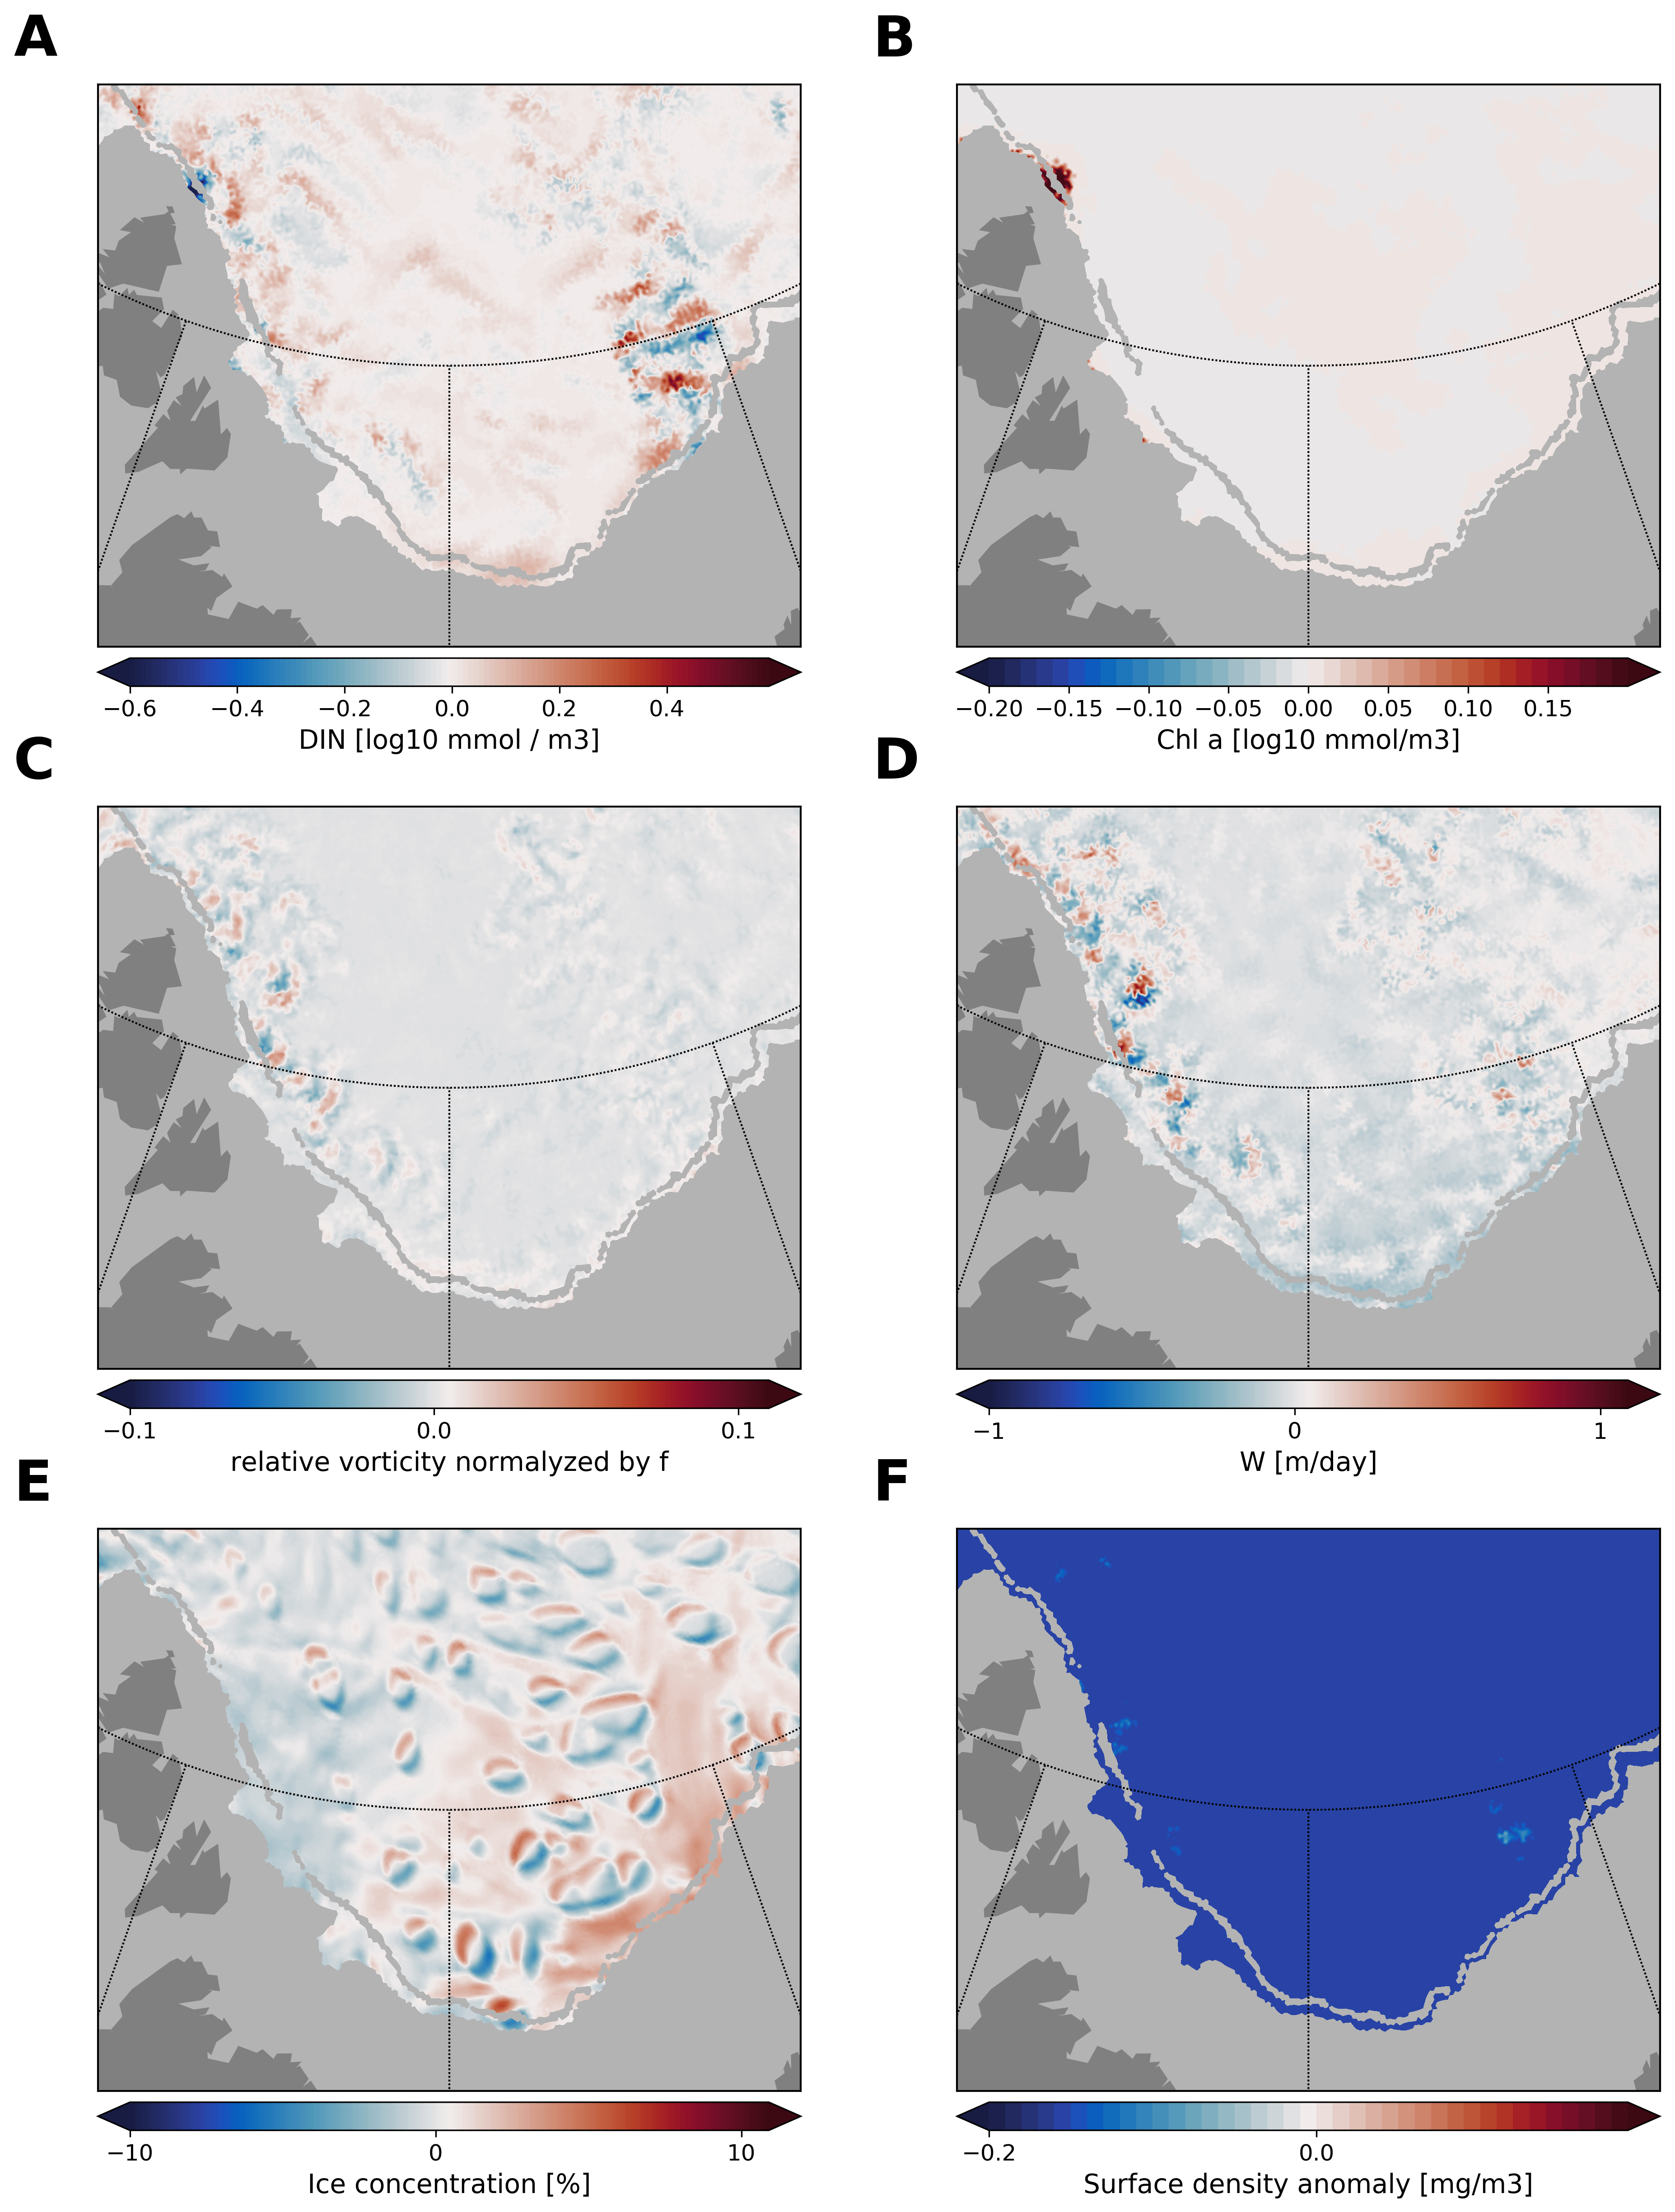 A
B
−0.6 −0.4 −0.2 0.0 0.2 0.4
DIN [log10 mmol / m3]
−0.20 −0.15 −0.10 −0.05 0.00 0.05 0.10 0.15
Chl a [log10 mmol/m3]
C
D
−0.1 0.0 0.1
relative vorticity normalyzed by f
−1 0 1
W [m/day]
E
F
−10 0 10
Ice concentration [%]
−0.2 0.0
Surface density anomaly [mg/m3]